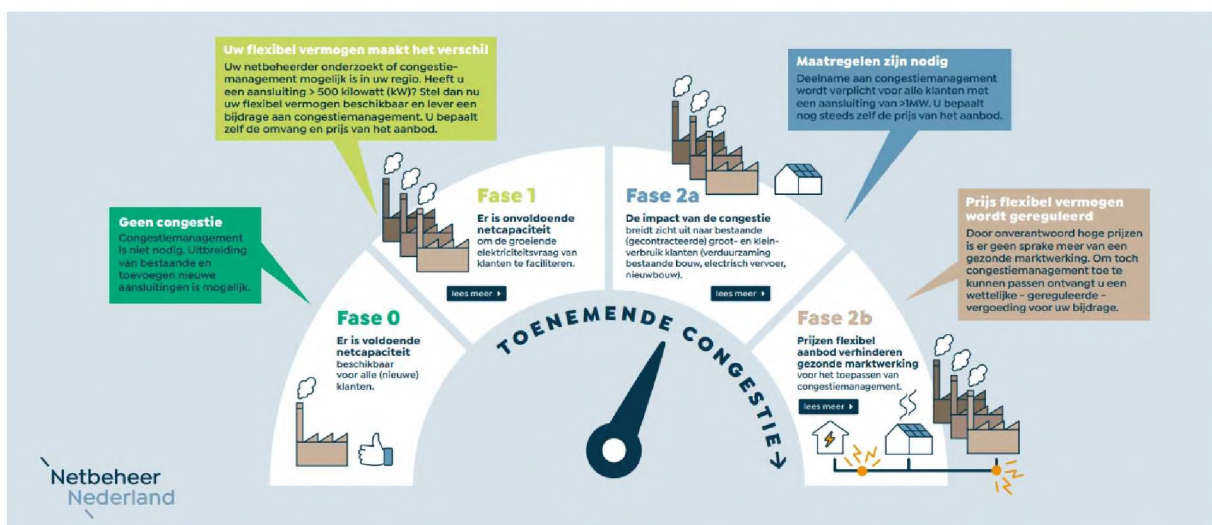 Uw flexibel vermogen maakt het verschil
Uw netbeheerder onderzoekt of congestie-
management mogelijk is in uw regio. Heeft u
een aansluiting > 500 kilowatt (kW)? Stel dan nu
uw flexibel vermogen beschikbaar en lever een
bijdrage aan congestiemanagement. U bepaalt
zelf de omvang en prijs van het aanbod.
Maatregelen zijn nodig
Deelname aan congestiemanagement
wordt verplicht voor alle klanten met
een aansluiting van >1MW. U bepaalt
nog steeds zelf de prijs van het aanbod.
Geen congestie
Congestiemanagement
is niet nodig. Uitbreiding
van bestaande en
toevoegen nieuwe
aansluitingen is mogelijk.
Fase 1
Er is onvoldoende
netcapaciteit
om de groeiende
elektriciteitsvraag van
klanten te faciliteren.
lees meer
Fase 2a
De impact van de congestie
breidt zicht uit naar bestaande
(gecontracteerde) groot- en klein-
verbruik klanten (verduurzaming
bestaande bouw, electrisch vervoer,
nieuwbouw).
lees meer
Prijs flexibel vermogen
wordt gereguleerd
Door onverantwoord hoge prijzen
is er geen sprake meer van een
gezonde marktwerking. Om toch
congestiemanagement toe te
kunnen passen ontvangt u een
wettelijke - gereguleerde -
vergoeding voor uw bijdrage.
Fase 0
Er is voldoende
netcapaciteit
beschikbaar
voor alle (nieuwe)
klanten.
TOENEMENDE CONGESTIE →
Fase 2b
Prijzen flexibel
aanbod verhinderen
gezonde marktwerking
voor het toepassen van
congestiemanagement.
lees meer
Netbeheer
Nederland